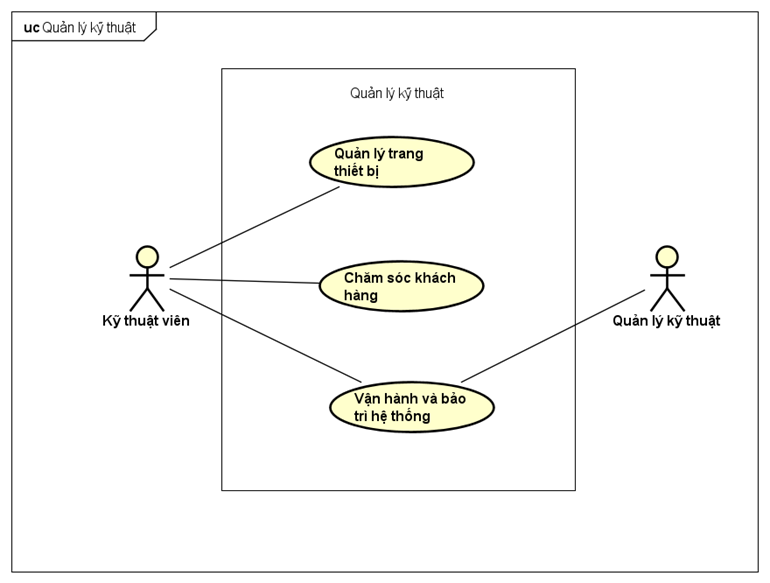 uc Quản lý kỹ thuật
Quản lý kỹ thuật
Quản lý trang
thiết bị
Chăm sóc khách
hàng
Kỹ thuật viên
Quản lý kỹ thuật
Vận hành và bảo
trì hệ thống